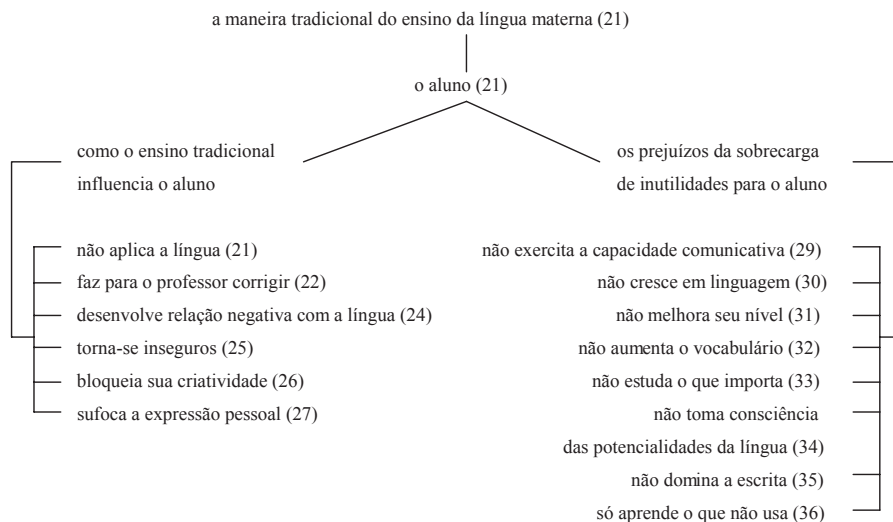 a maneira tradicional do ensino da língua materna (21)
o aluno (21)
como o ensino tradicional
influencia o aluno
os prejuízos da sobrecarga
de inutilidades para o aluno
não aplica a língua (21)
faz para o professor corrigir (22)
desenvolve relação negativa com a língua (24)
torna-se inseguros (25)
bloqueia sua criatividade (26)
sufoca a expressão pessoal (27)
não exercita a capacidade comunicativa (29)
não cresce em linguagem (30)
não melhora seu nível (31)
não aumenta o vocabulário (32)
não estuda o que importa (33)
não toma consciência
das potencialidades da língua (34)
não domina a escrita (35)
só aprende o que não usa (36)